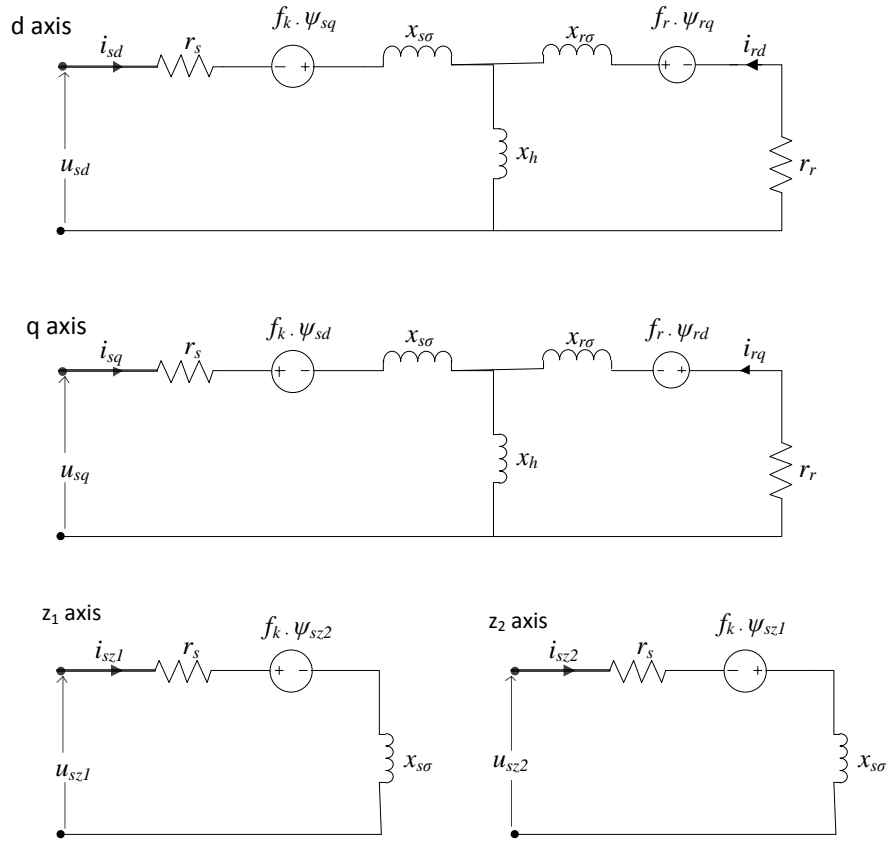 d axis
i_sd
r_s
f_k · ψ_sq
x_sσ
x_rσ
f_r · ψ_rq
i_rd
- +
+ -
u_sd
x_h
r_r
q axis
i_sq
r_s
f_k · ψ_sd
x_sσ
x_rσ
f_r · ψ_rd
i_rq
+ -
- +
u_sq
x_h
r_r
z₁ axis
i_sz1
r_s
f_k · ψ_sz2
+ -
u_sz1
x_sσ
z₂ axis
i_sz2
r_s
f_k · ψ_sz1
- +
u_sz2
x_sσ